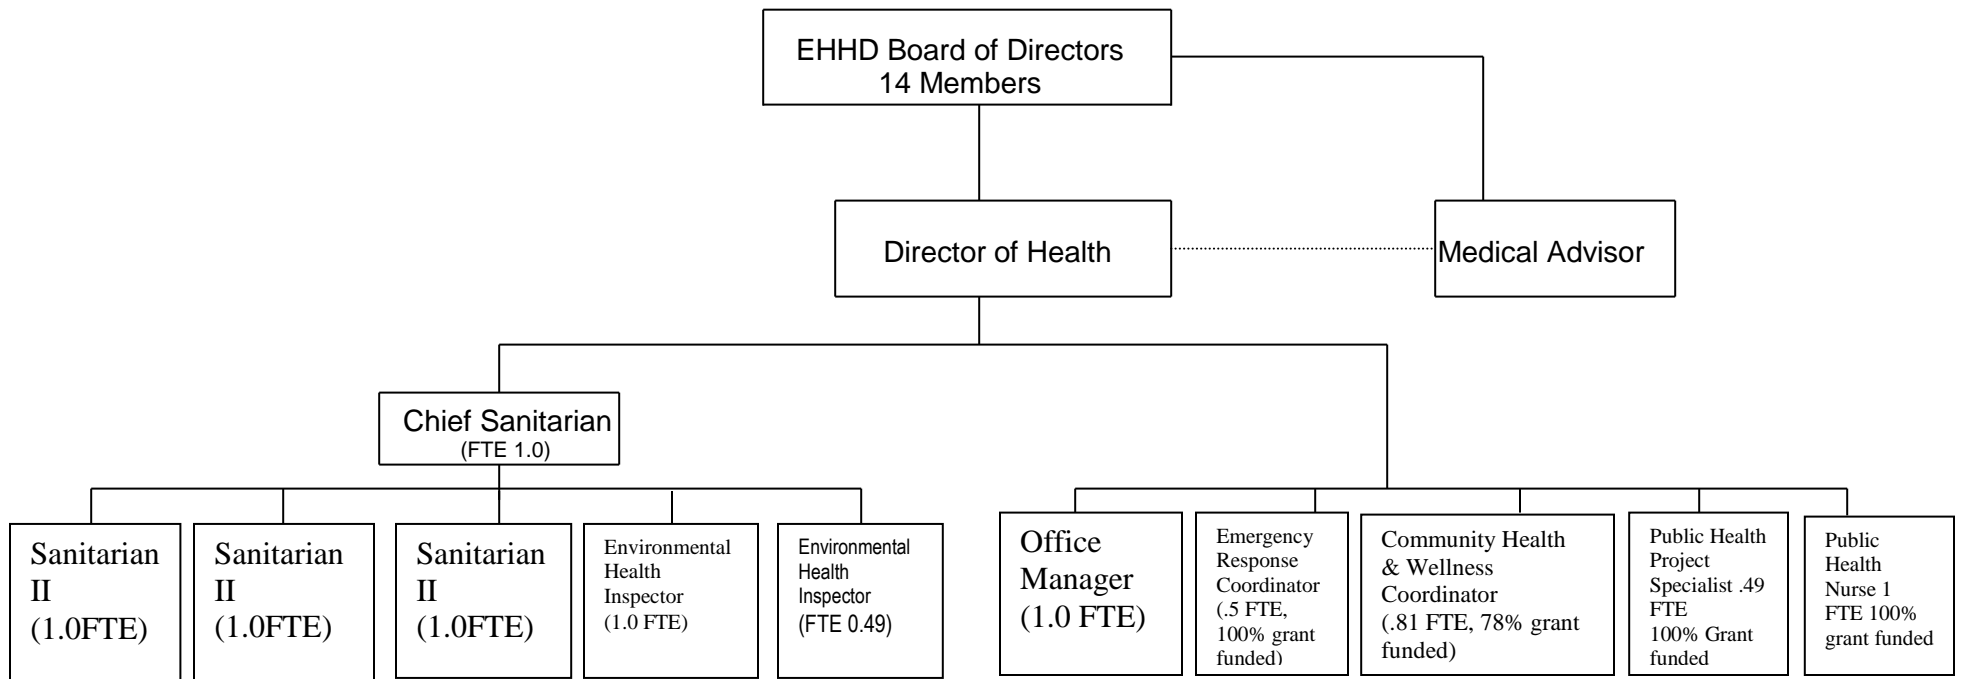 EHHD Board of Directors
14 Members
Director of Health
Medical Advisor
Chief Sanitarian
(FTE 1.0)
Sanitarian
II
(1.0FTE)
Sanitarian
II
(1.0FTE)
Sanitarian
II
(1.0FTE)
Environmental
Health
Inspector
(1.0 FTE)
Environmental
Health
Inspector
(FTE 0.49)
Office
Manager
(1.0 FTE)
Emergency
Response
Coordinator
(.5 FTE,
100% grant
funded)
Community Health
& Wellness
Coordinator
(.81 FTE, 78% grant
funded)
Public Health
Project
Specialist .49
FTE
100% Grant
funded
Public
Health
Nurse 1
FTE 100%
grant funded